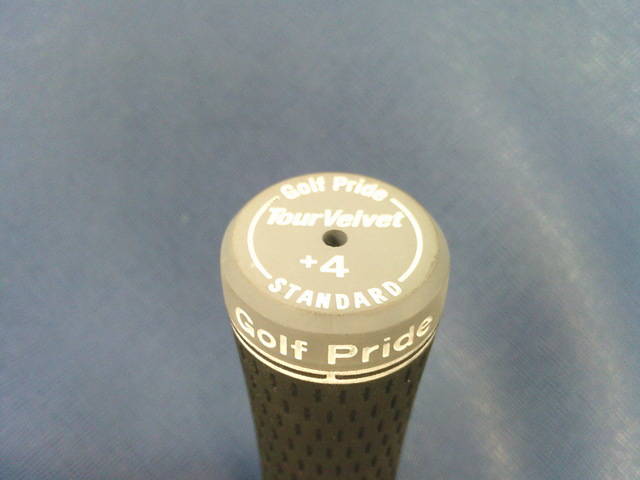 Golf Pride
TourVelvet
+4
STANDARD
Golf Pride